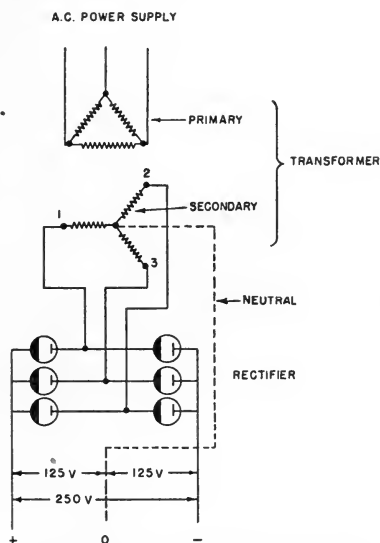 A.C. POWER SUPPLY
PRIMARY
TRANSFORMER
2
SECONDARY
1
3
NEUTRAL
RECTIFIER
125 V 125 V
250 V
+ 0 -